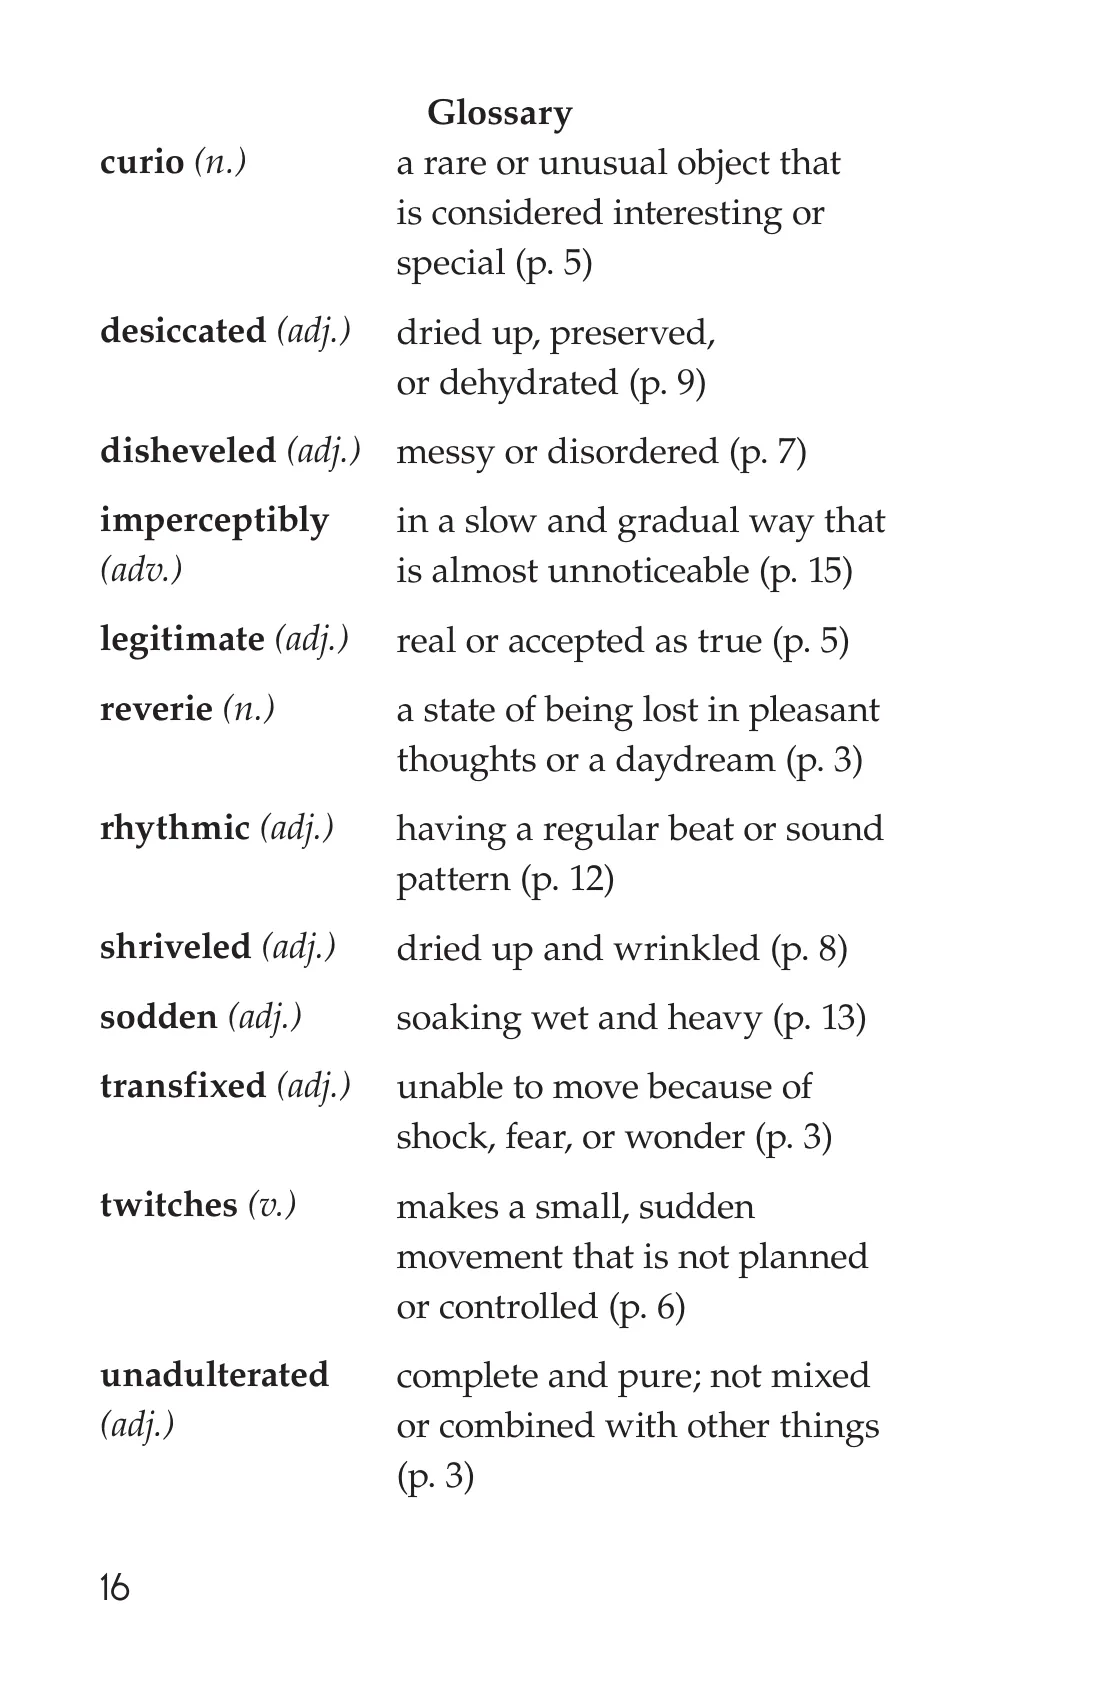 Glossary
curio (n.) a rare or unusual object that
is considered interesting or
special (p. 5)
desiccated (adj.) dried up, preserved,
or dehydrated (p. 9)
disheveled (adj.) messy or disordered (p. 7)
imperceptibly in a slow and gradual way that
(adv.) is almost unnoticeable (p. 15)
legitimate (adj.) real or accepted as true (p. 5)
reverie (n.) a state of being lost in pleasant
thoughts or a daydream (p. 3)
rhythmic (adj.) having a regular beat or sound
pattern (p. 12)
shriveled (adj.) dried up and wrinkled (p. 8)
sodden (adj.) soaking wet and heavy (p. 13)
transfixed (adj.) unable to move because of
shock, fear, or wonder (p. 3)
twitches (v.) makes a small, sudden
movement that is not planned
or controlled (p. 6)
unadulterated complete and pure; not mixed
(adj.) or combined with other things
(p. 3)
16